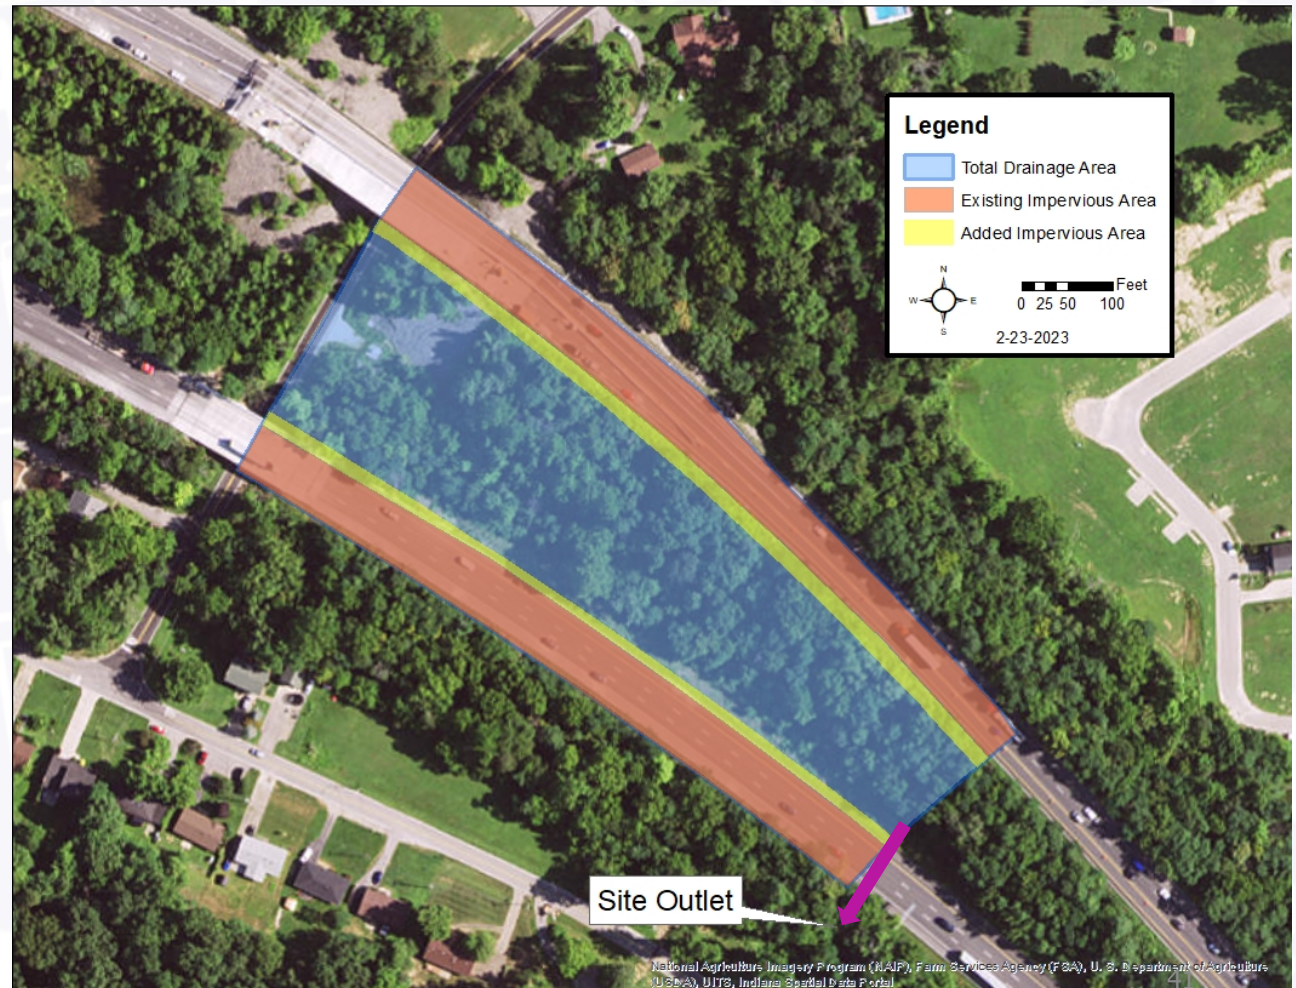 Legend
Total Drainage Area
Existing Impervious Area
Added Impervious Area
N
W E
S
Feet
0 25 50 100
2-23-2023
Site Outlet
National Agriculture Imagery Program (NAIP), Farm Services Agency (FSA), U. S. Department of Agriculture
(USDA), UITS, Indiana Spatial Data Portal